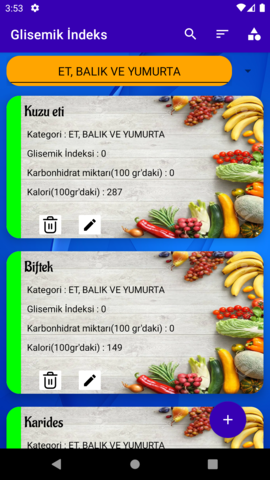 3:53
Glisemik İndeks
ET, BALIK VE YUMURTA
Kuzu eti
Kategori : ET, BALIK VE YUMURTA
Glisemik İndeksi : 0
Karbonhidrat miktarı(100 gr'daki) : 0
Kalori(100gr'daki) : 287
Biftek
Kategori : ET, BALIK VE YUMURTA
Glisemik İndeksi : 0
Karbonhidrat miktarı(100 gr'daki) : 0
Kalori(100gr'daki) : 149
Karides
Kategori : ET, BALIK VE YUMURTA